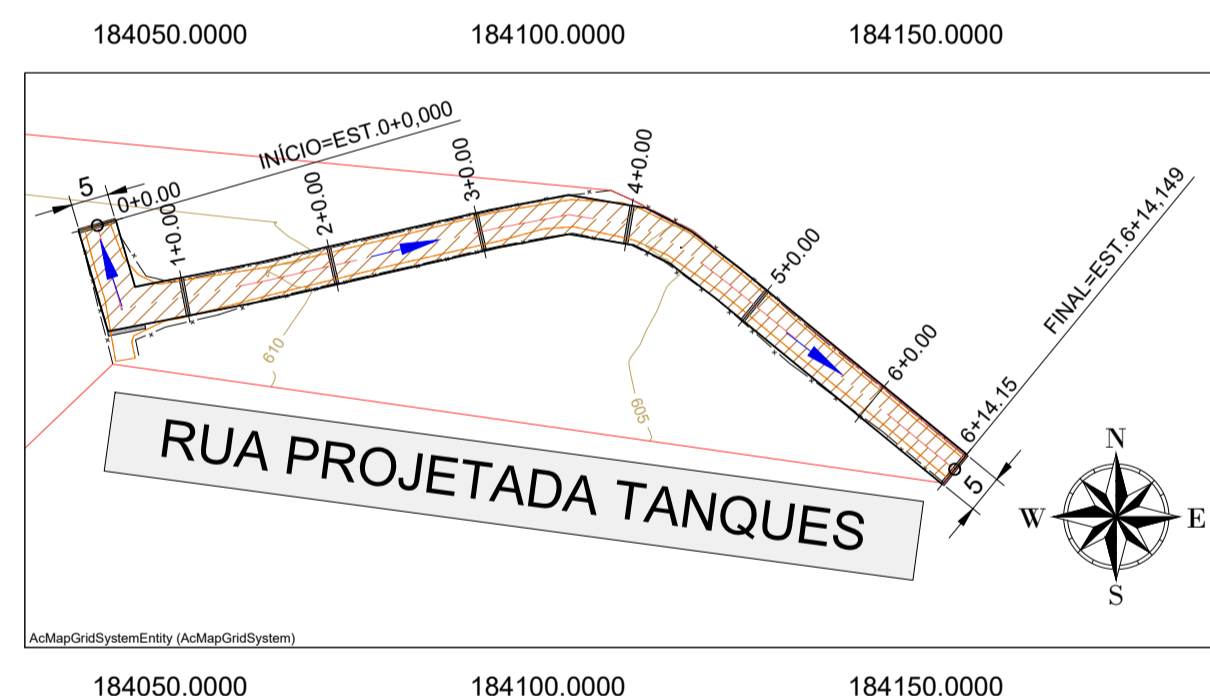 184050.0000 184100.0000 184150.0000
INÍCIO=EST.0+0,000
5
0+0.00
1+0.00
2+0.00
3+0.00
4+0.00
5+0.00
6+0.00
6+14.15
FINAL=EST.6+14,149
5
610
605
RUA PROJETADA TANQUES
N
W E
S
AcMapGridSystemEntity (AcMapGridSystem)
184050.0000 184100.0000 184150.0000